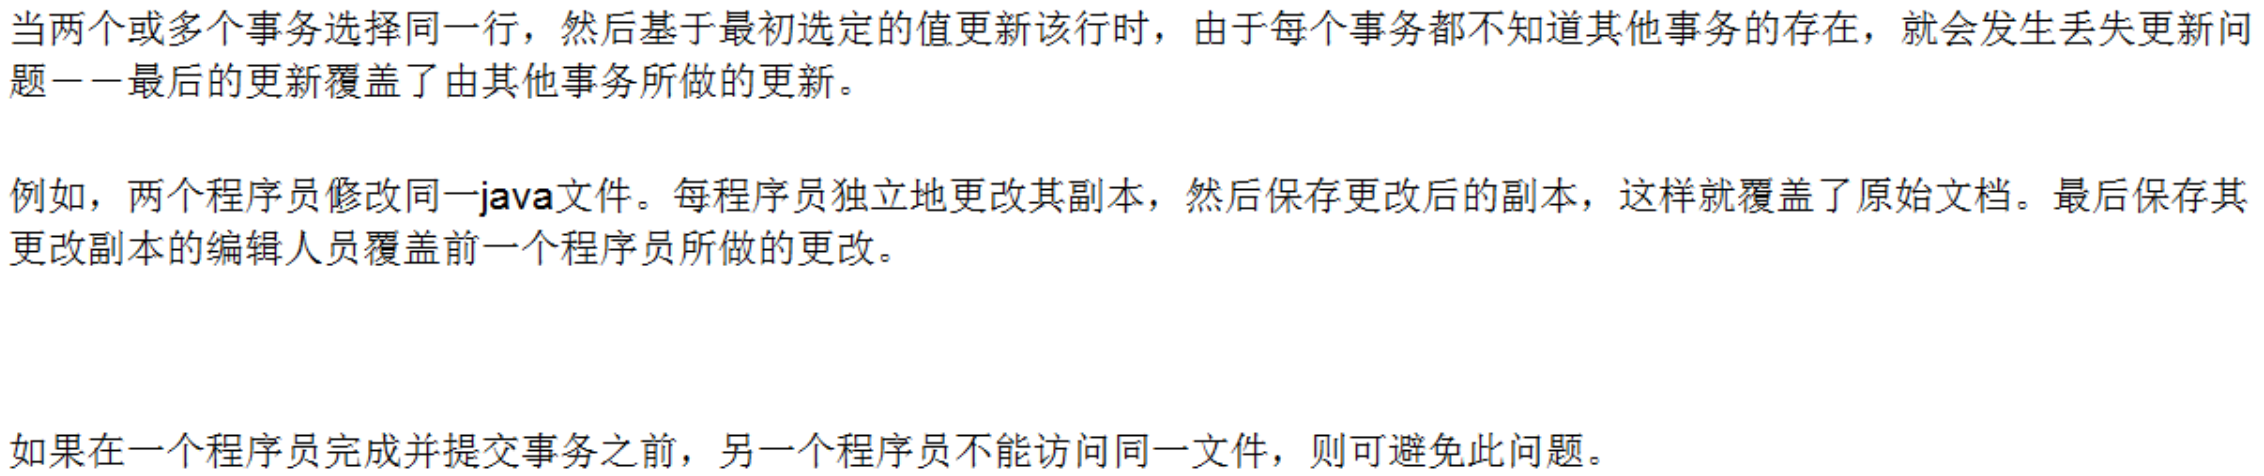 当两个或多个事务选择同一行，然后基于最初选定的值更新该行时，由于每个事务都不知道其他事务的存在，就会发生丢失更新问
题－－最后的更新覆盖了由其他事务所做的更新。
例如，两个程序员修改同一java文件。每程序员独立地更改其副本，然后保存更改后的副本，这样就覆盖了原始文档。最后保存其
更改副本的编辑人员覆盖前一个程序员所做的更改。
如果在一个程序员完成并提交事务之前，另一个程序员不能访问同一文件，则可避免此问题。